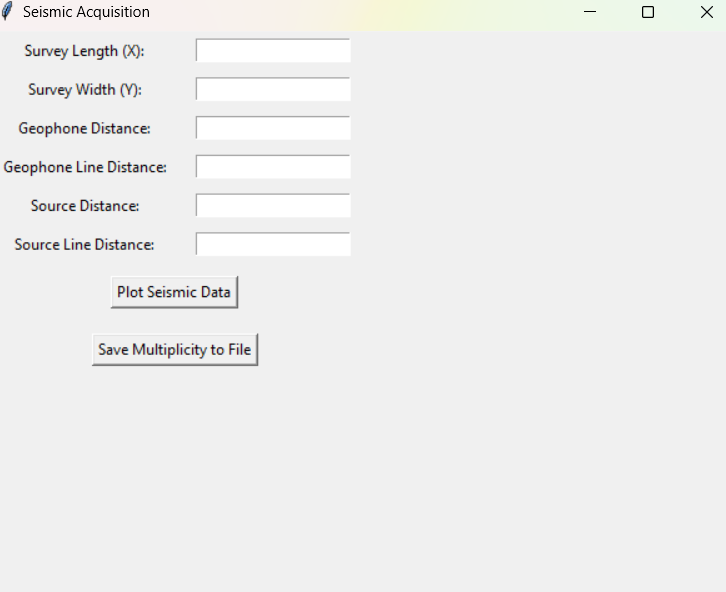 Seismic Acquisition
Survey Length (X):
Survey Width (Y):
Geophone Distance:
Geophone Line Distance:
Source Distance:
Source Line Distance:
Plot Seismic Data
Save Multiplicity to File